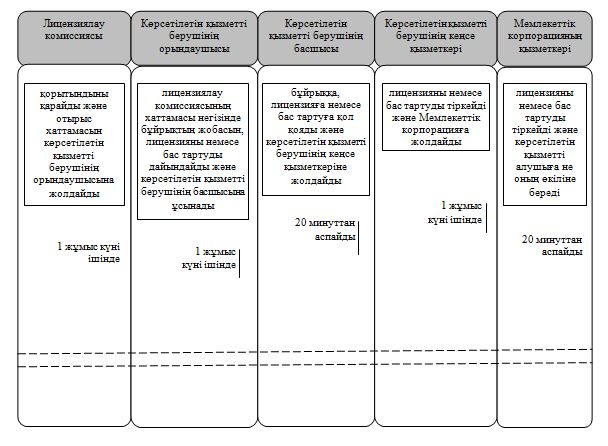 Лицензиялау
комиссиясы
Көрсетілетін қызметті
берушінің
орындаушысы
Көрсетілетін
қызметті берушінің
басшысы
Көрсетілетін қызметті
берушінің кеңсе
қызметкері
Мемлекеттік
корпорацияның
қызметкері
қорытындыны
қарайды және
отырыс
хаттамасын
көрсетілетін
қызметті
берушінің
орындаушысына
жолдайды
1 жұмыс күні
ішінде
лицензиялау
комиссиясының
хаттамасы негізінде
бұйрықтың жобасын,
лицензияны немесе
бас тартуды
дайындайды және
көрсетілетін қызметті
берушінің басшысына
ұсынады
1 жұмыс
күні ішінде
бұйрыққа,
лицензияға немесе
бас тартуға қол
қояды және
көрсетілетін қызметті
берушінің кеңсе
қызметкеріне
жолдайды
20 минуттан
аспайды
лицензияны немесе
бас тартуды тіркейді
және Мемлекеттік
корпорацияға
жолдайды
1 жұмыс
күні ішінде
лицензияны
немесе бас
тартуды
тіркейді және
көрсетілетін
қызметті
алушыға не
оның өкіліне
береді
20 минуттан
аспайды